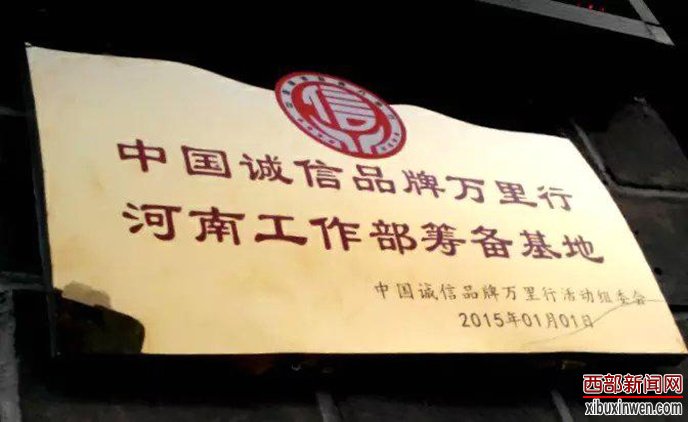 信
中国诚信品牌万里行
河南工作部筹备基地
中国诚信品牌万里行活动组委会
2015年01月01日
西部新闻网
xibuxinwen.com